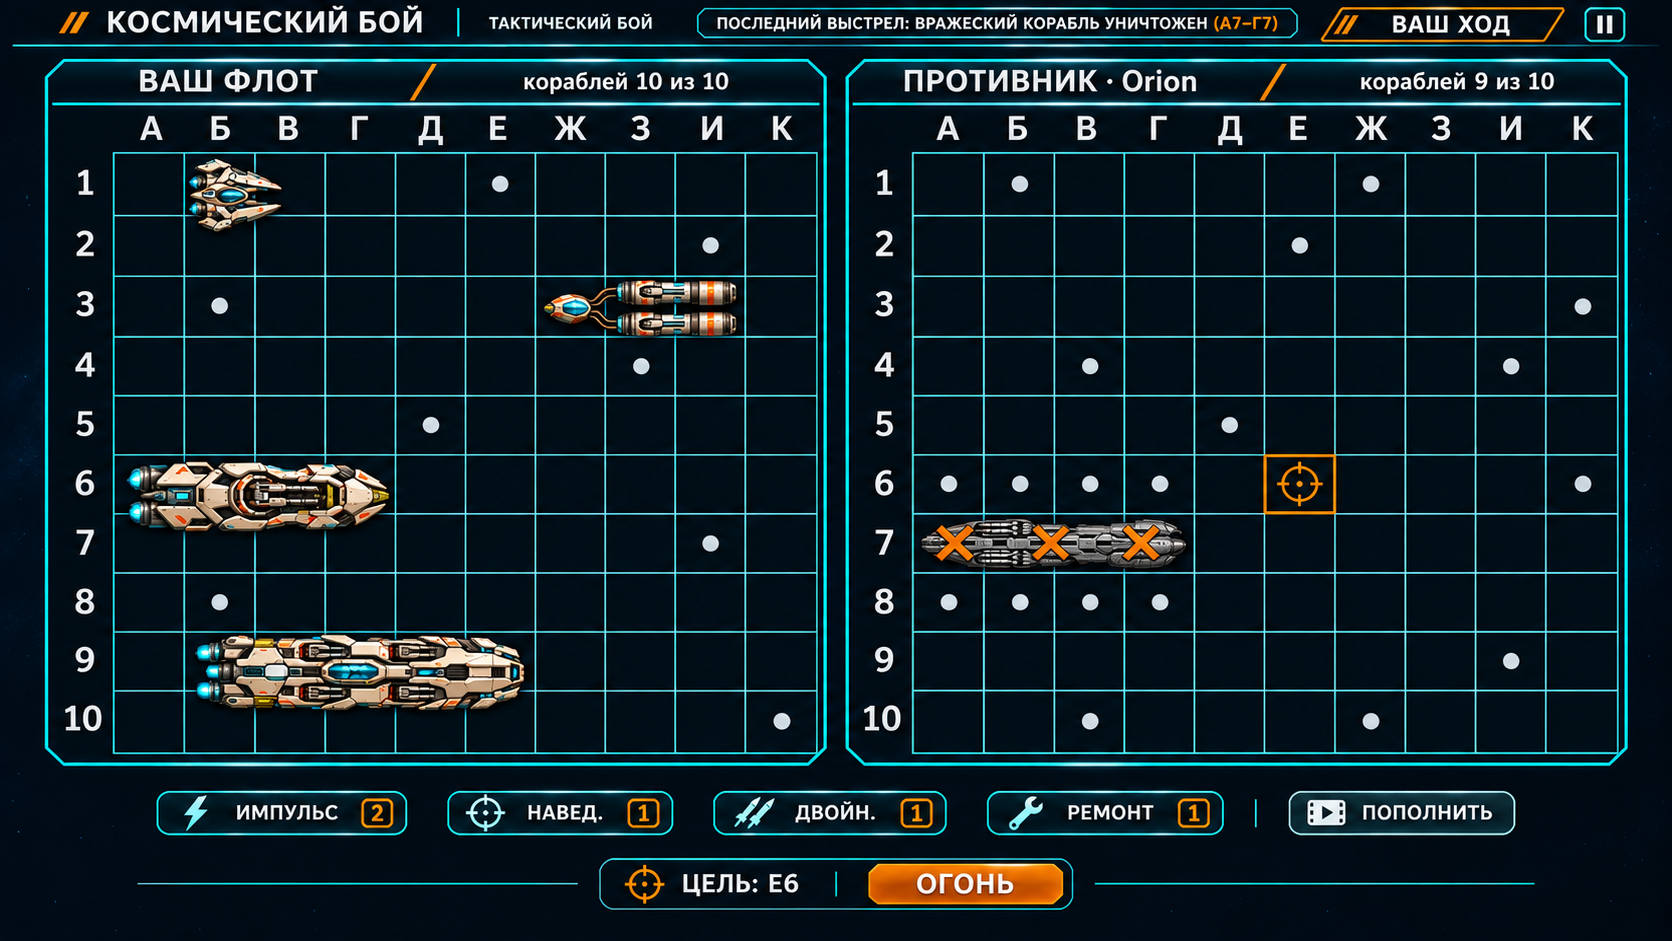 КОСМИЧЕСКИЙ БОЙ
ТАКТИЧЕСКИЙ БОЙ
ПОСЛЕДНИЙ ВЫСТРЕЛ: ВРАЖЕСКИЙ КОРАБЛЬ УНИЧТОЖЕН (А7–Г7)
ВАШ ХОД
ВАШ ФЛОТ
кораблей 10 из 10
А Б В Г Д Е Ж З И К
1
2
3
4
5
6
7
8
9
10
ПРОТИВНИК · Orion
кораблей 9 из 10
А Б В Г Д Е Ж З И К
1
2
3
4
5
6
7
8
9
10
ИМПУЛЬС 2
НАВЕД. 1
ДВОЙН. 1
РЕМОНТ 1
ПОПОЛНИТЬ
ЦЕЛЬ: Е6
ОГОНЬ